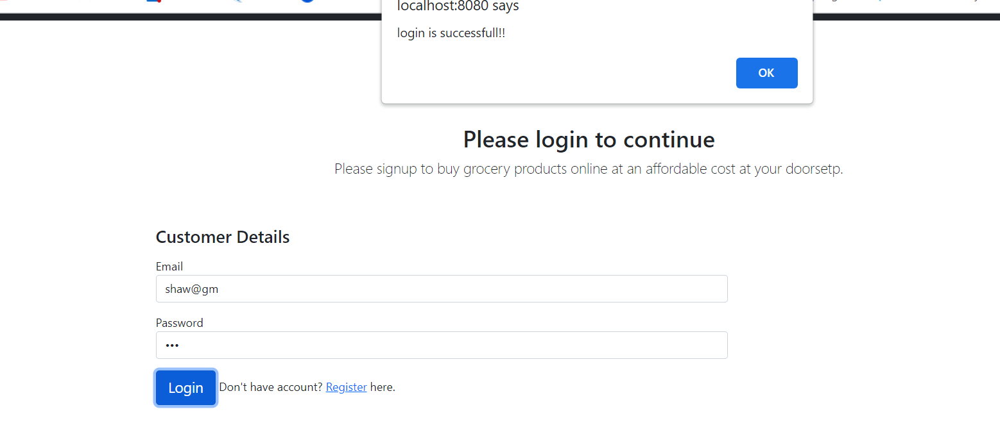 localhost:8080 says
login is successfull!!
OK
Please login to continue
Please signup to buy grocery products online at an affordable cost at your doorsetp.
Customer Details
Email
shaw@gm
Password
•••
Login Don't have account? Register here.